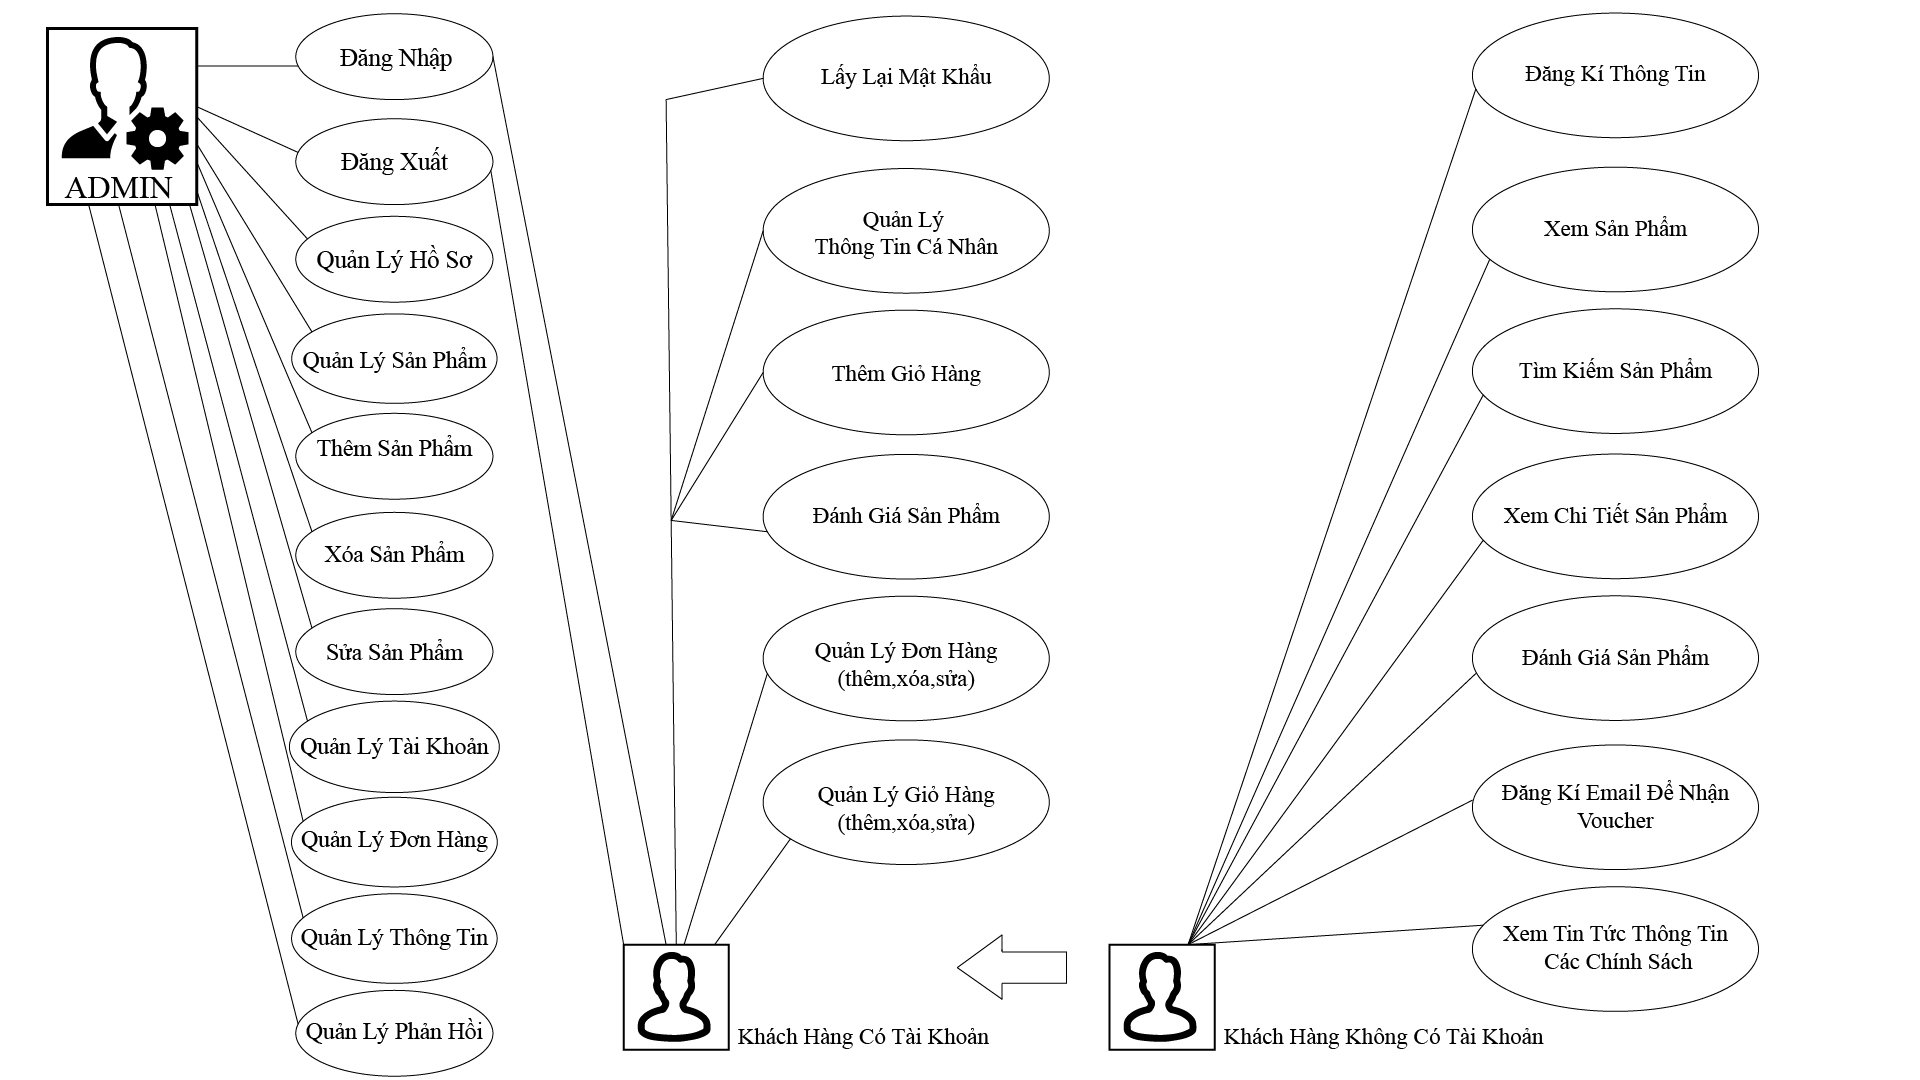 ADMIN
Đăng Nhập
Đăng Xuất
Quản Lý Hồ Sơ
Quản Lý Sản Phẩm
Thêm Sản Phẩm
Xóa Sản Phẩm
Sửa Sản Phẩm
Quản Lý Tài Khoản
Quản Lý Đơn Hàng
Quản Lý Thông Tin
Quản Lý Phản Hồi
Lấy Lại Mật Khẩu
Quản Lý
Thông Tin Cá Nhân
Thêm Giỏ Hàng
Đánh Giá Sản Phẩm
Quản Lý Đơn Hàng
(thêm,xóa,sửa)
Quản Lý Giỏ Hàng
(thêm,xóa,sửa)
Khách Hàng Có Tài Khoản
Đăng Kí Thông Tin
Xem Sản Phẩm
Tìm Kiếm Sản Phẩm
Xem Chi Tiết Sản Phẩm
Đánh Giá Sản Phẩm
Đăng Kí Email Để Nhận
Voucher
Xem Tin Tức Thông Tin
Các Chính Sách
Khách Hàng Không Có Tài Khoản